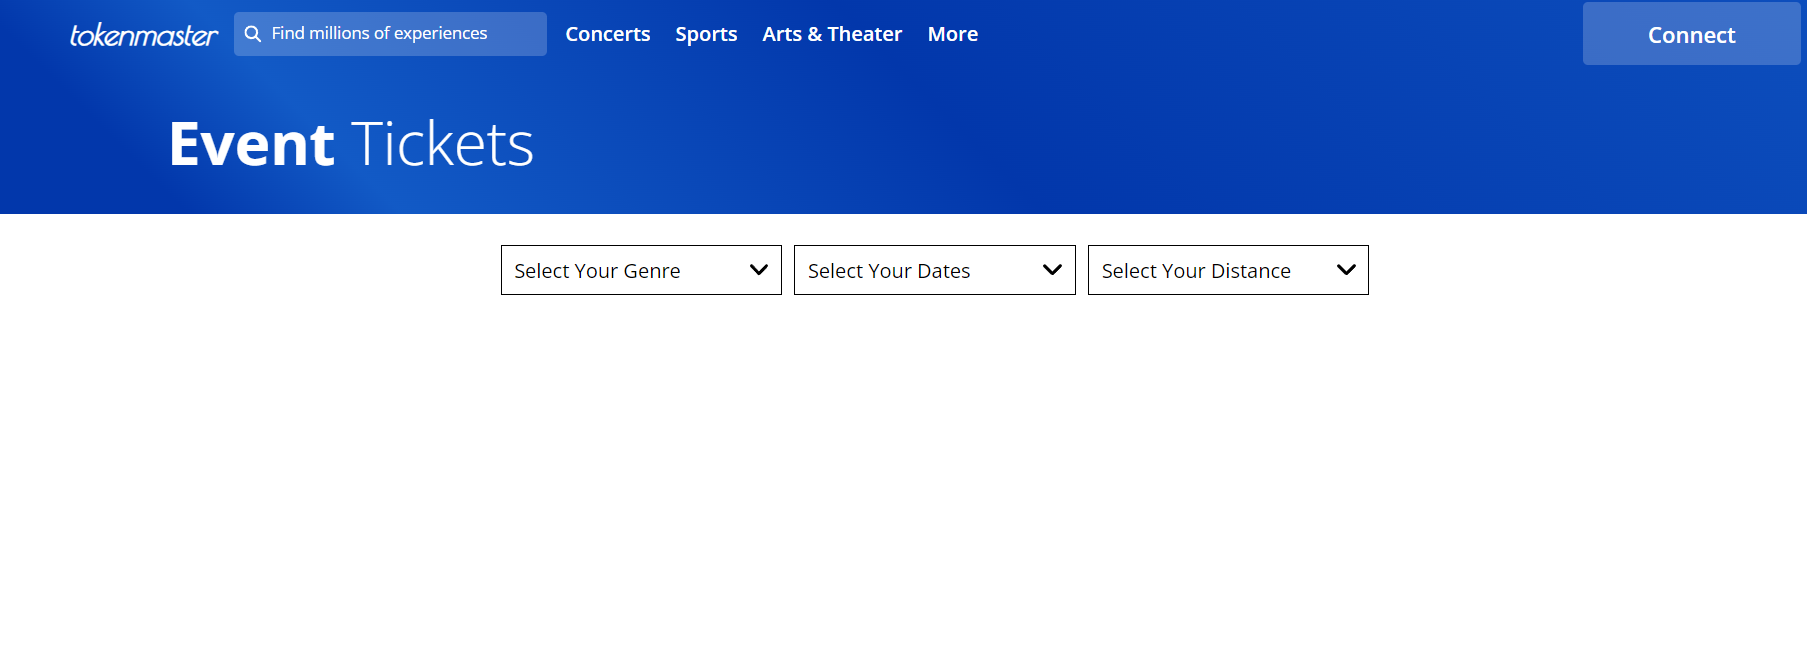 tokenmaster Find millions of experiences Concerts Sports Arts & Theater More Connect
Event Tickets
Select Your Genre Select Your Dates Select Your Distance